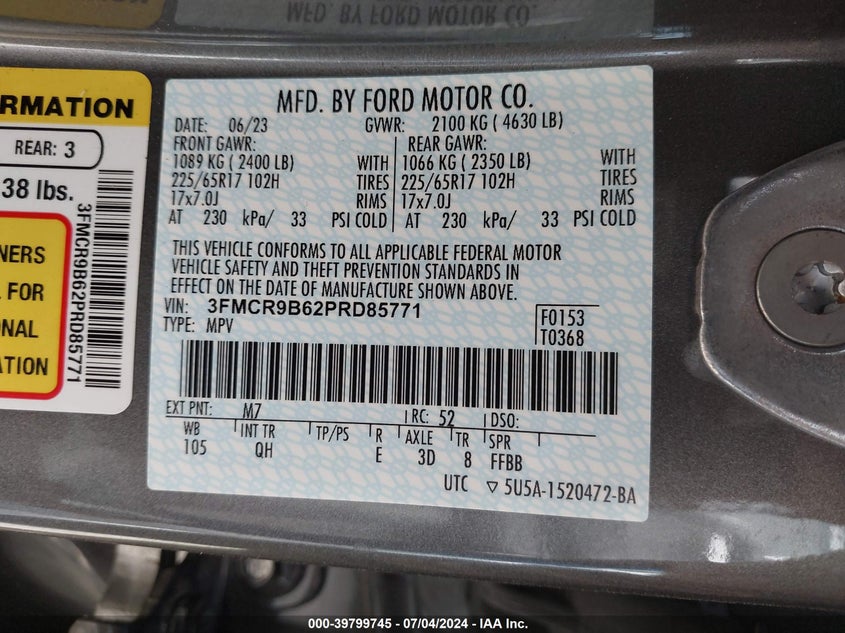 MFD. BY FORD MOTOR CO.
RMATION
REAR: 3
38 lbs.
NERS
L FOR
ONAL
ATION
3FMCR9B62PRD85771
MFD. BY FORD MOTOR CO.
DATE: 06/23 GVWR: 2100 KG ( 4630 LB)
FRONT GAWR: REAR GAWR:
1089 KG ( 2400 LB) WITH 1066 KG ( 2350 LB) WITH
225/65R17 102H TIRES 225/65R17 102H TIRES
17x7.0J RIMS 17x7.0J RIMS
AT 230 kPa/ 33 PSI COLD AT 230 kPa/ 33 PSI COLD
THIS VEHICLE CONFORMS TO ALL APPLICABLE FEDERAL MOTOR
VEHICLE SAFETY AND THEFT PREVENTION STANDARDS IN
EFFECT ON THE DATE OF MANUFACTURE SHOWN ABOVE.
VIN: 3FMCR9B62PRD85771
TYPE: MPV
F0153
T0368
EXT PNT: M7 RC: 52 DSO:
WB INT TR TP/PS R AXLE TR SPR
105 QH E 3D 8 FFBB
UTC ▽ 5U5A-1520472-BA
000-39799745 - 07/04/2024 - IAA Inc.